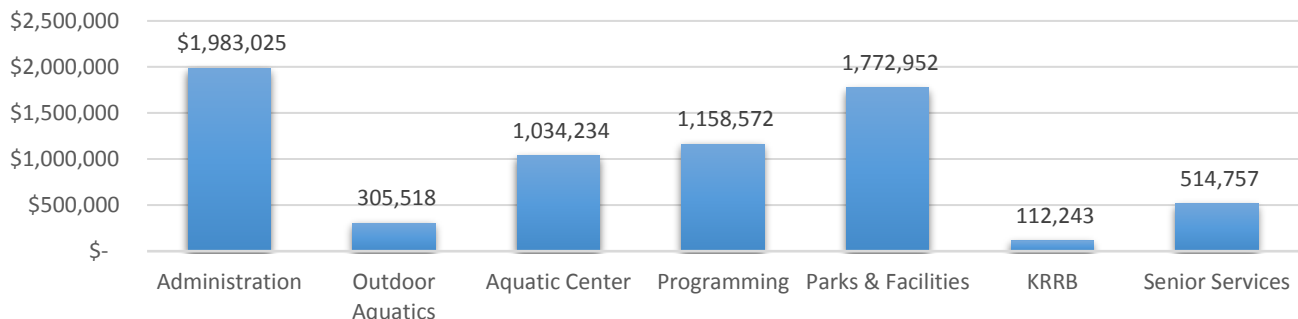 $2,500,000
$2,000,000
$1,500,000
$1,000,000
$500,000
$-
$1,983,025
305,518
1,034,234
1,158,572
1,772,952
112,243
514,757
Administration
Outdoor
Aquatics
Aquatic Center
Programming
Parks & Facilities
KRRB
Senior Services